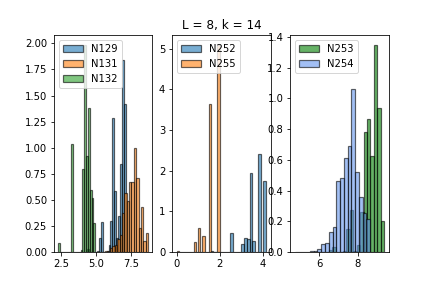 L = 8, k = 14
N129
N131
N132
2.00
1.75
1.50
1.25
1.00
0.75
0.50
0.25
0.00
2.5 5.0 7.5
N252
N255
5
4
3
2
1
0
0 2 4
N253
N254
1.4
1.2
1.0
0.8
0.6
0.4
0.2
0.0
6 8